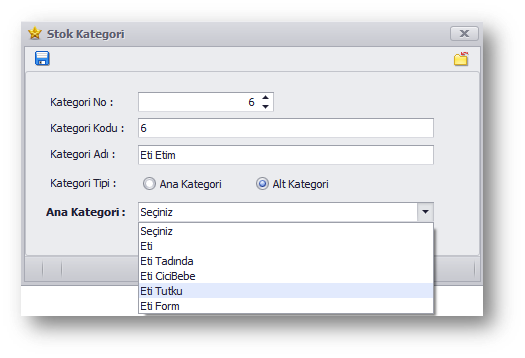 Stok Kategori
Kategori No :
6
Kategori Kodu :
6
Kategori Adı :
Eti Etim
Kategori Tipi :
Ana Kategori
Alt Kategori
Ana Kategori :
Seçiniz
Seçiniz
Eti
Eti Tadında
Eti CiciBebe
Eti Tutku
Eti Form